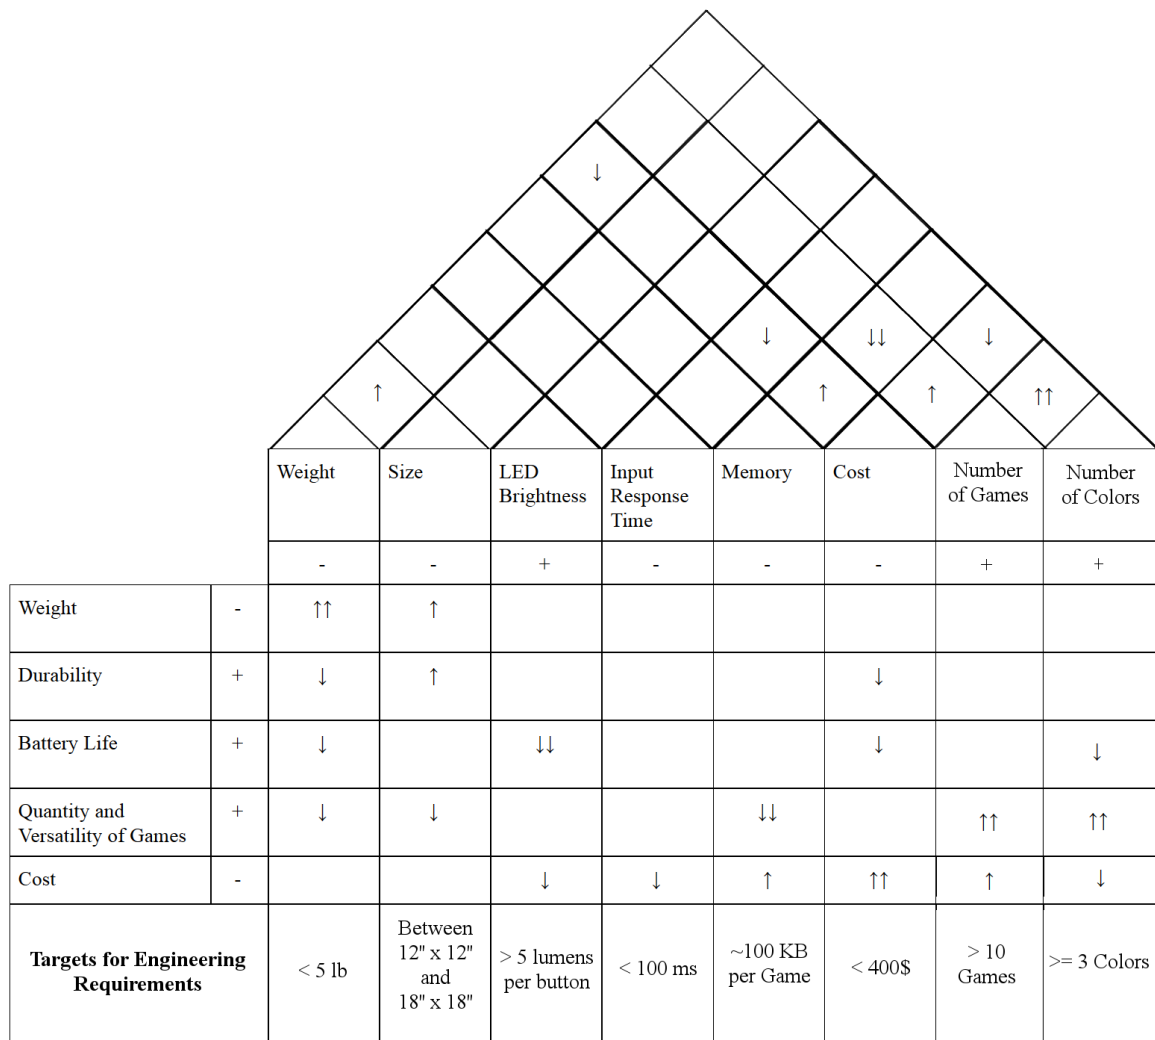 ↓
↓ ↓↓ ↓
↑ ↑ ↑ ↑↑
Weight Size LED Brightness Input Response Time Memory Cost Number of Games Number of Colors
- - + - - - + +
Weight - ↑↑ ↑
Durability + ↓ ↑ ↓
Battery Life + ↓ ↓↓ ↓ ↓
Quantity and Versatility of Games + ↓ ↓ ↓↓ ↑↑ ↑↑
Cost - ↓ ↓ ↑ ↑↑ ↑ ↓
Targets for Engineering Requirements < 5 lb Between 12" x 12" and 18" x 18" > 5 lumens per button < 100 ms ~100 KB per Game < 400$ > 10 Games >= 3 Colors